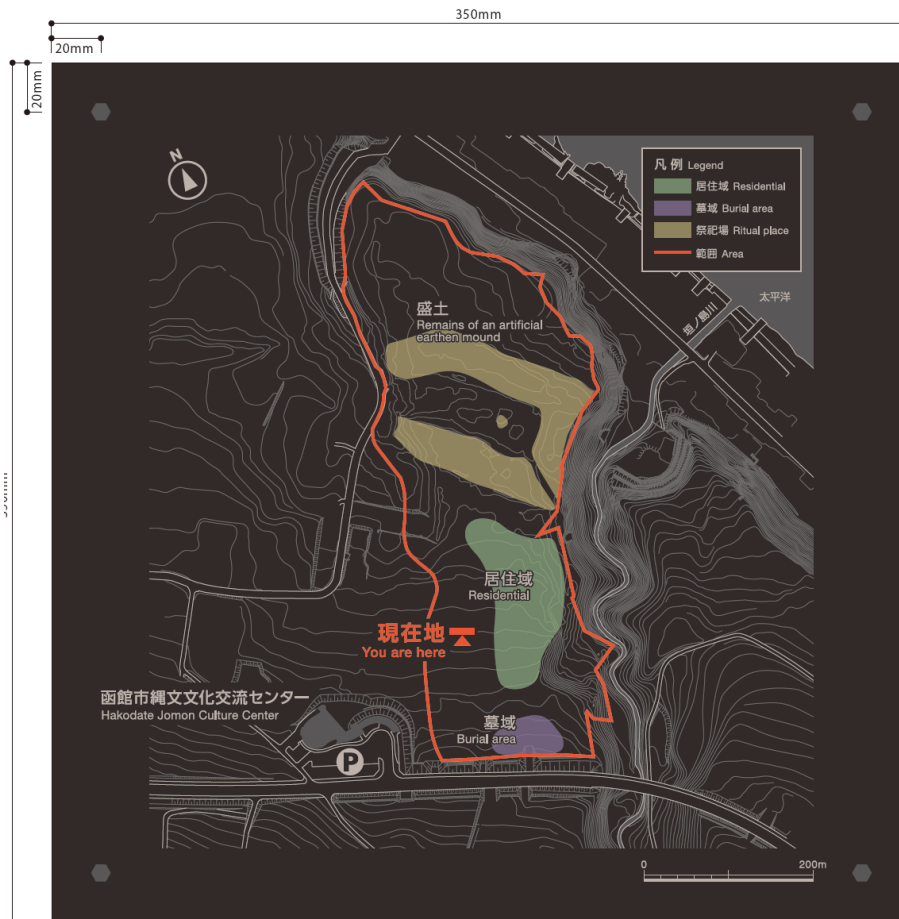 350mm
20mm
20mm
N
凡例 Legend
居住域 Residential
墓域 Burial area
祭祀場 Ritual place
範囲 Area
太平洋
垣ノ島川
盛土
Remains of an artificial
earthen mound
居住域
Residential
現在地
You are here
函館市縄文文化交流センター
Hakodate Jomon Culture Center
墓域
Burial area
P
0
200m